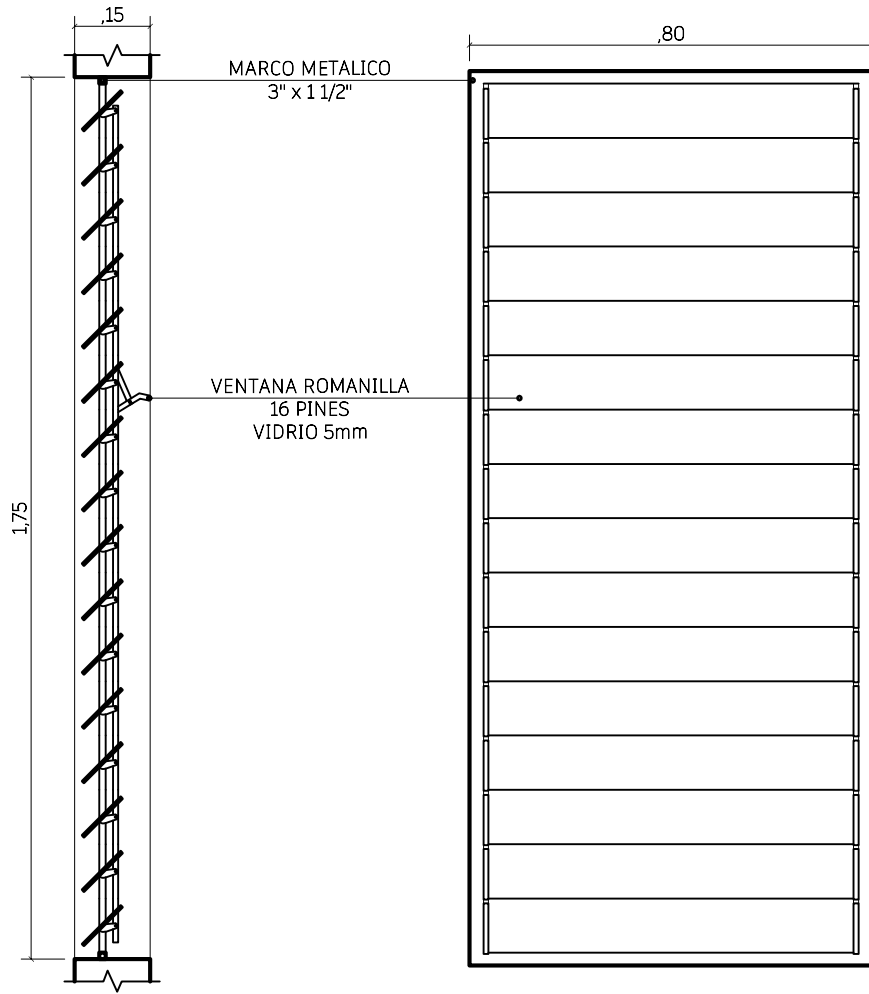 ,15
,80
MARCO METALICO
3" x 1 1/2"
VENTANA ROMANILLA
16 PINES
VIDRIO 5mm
1,75